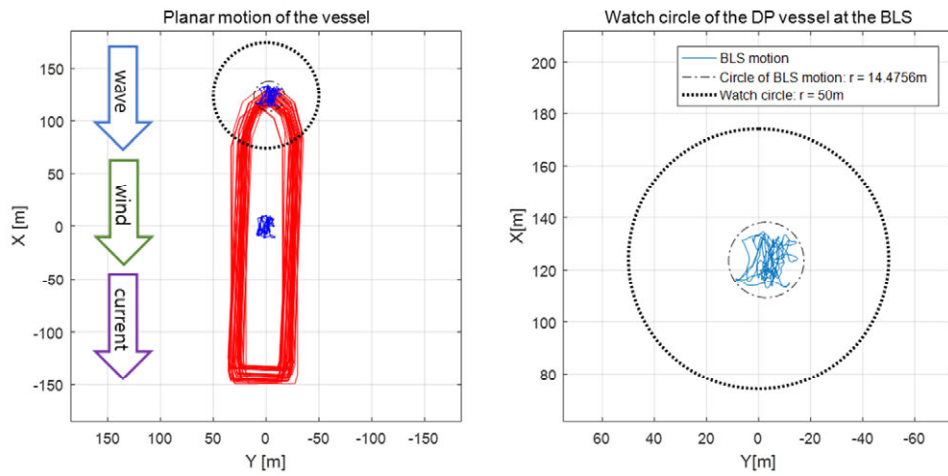 Planar motion of the vessel
wave
wind
current
X [m]
150
100
50
0
-50
-100
-150
150 100 50 0 -50 -100 -150
Y [m]
Watch circle of the DP vessel at the BLS
BLS motion
Circle of BLS motion: r = 14.4756m
Watch circle: r = 50m
X[m]
200
180
160
140
120
100
80
60 40 20 0 -20 -40 -60
Y[m]